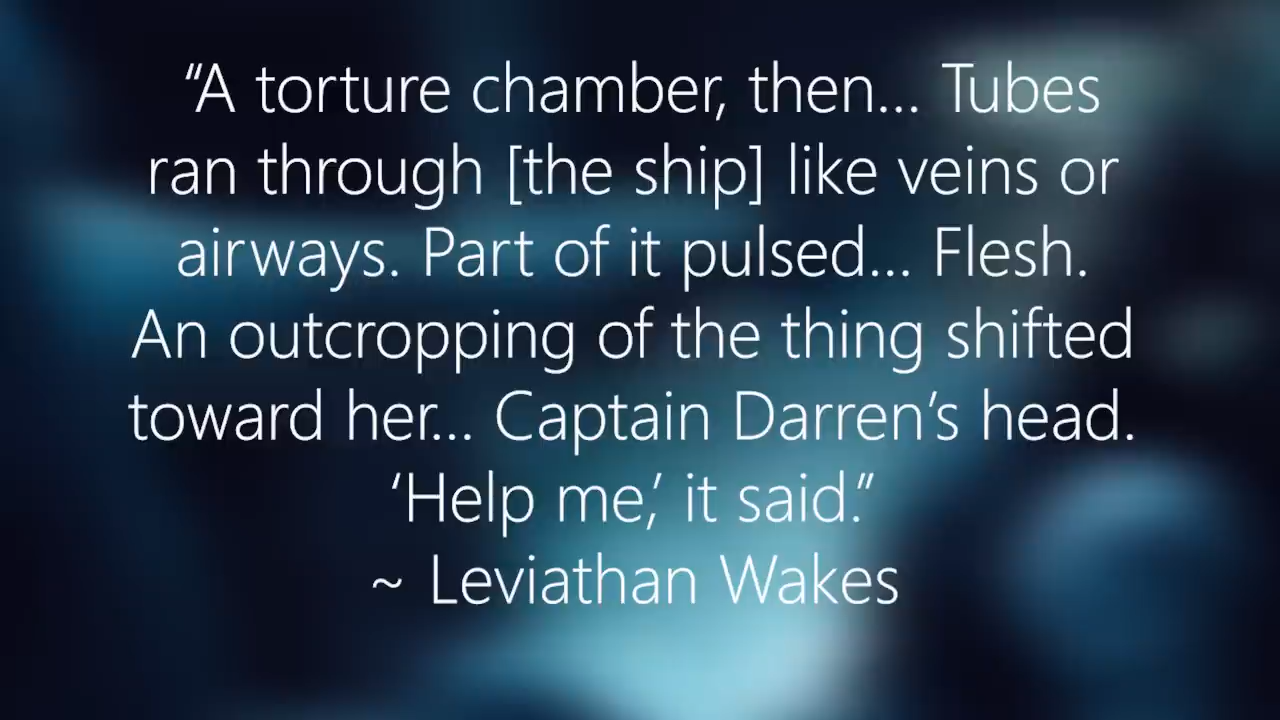 “A torture chamber, then... Tubes
ran through [the ship] like veins or
airways. Part of it pulsed... Flesh.
An outcropping of the thing shifted
toward her... Captain Darren’s head.
‘Help me,’ it said.”
~ Leviathan Wakes